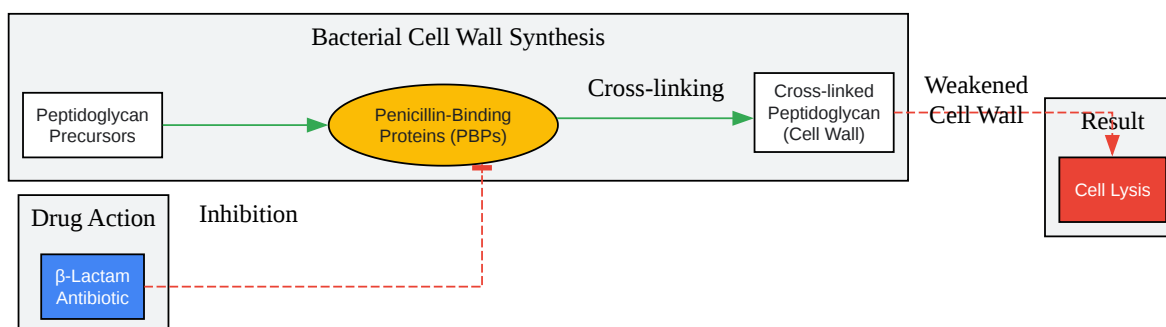 Bacterial Cell Wall Synthesis
Peptidoglycan
Precursors
Penicillin-Binding
Proteins (PBPs)
Cross-linking
Cross-linked
Peptidoglycan
(Cell Wall)
Weakened
Cell Wall
Result
Cell Lysis
Drug Action
Inhibition
β-Lactam
Antibiotic